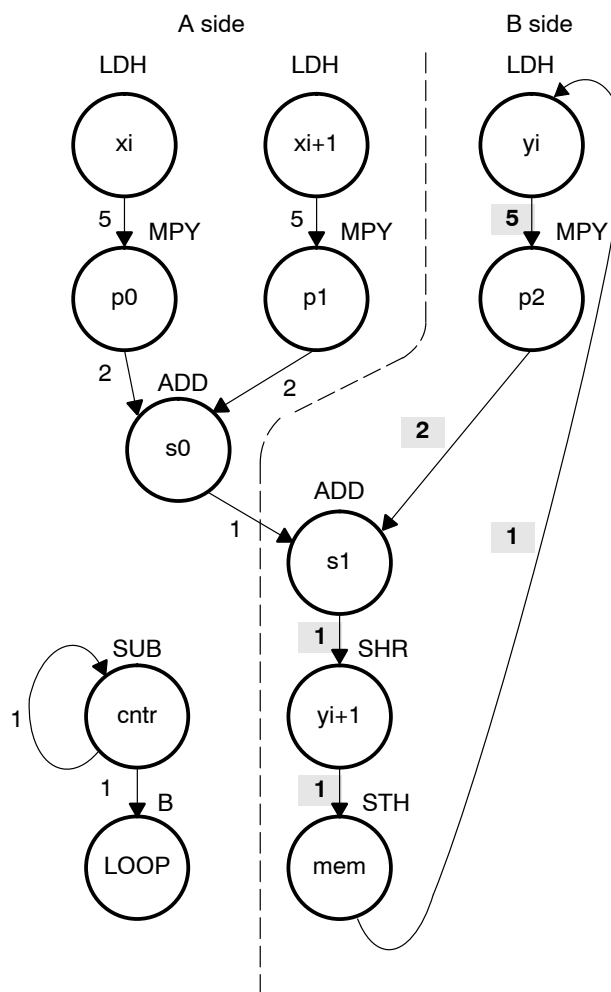 A side
B side
LDH
LDH
LDH
xi
xi+1
yi
5
5
5
MPY
MPY
MPY
p0
p1
p2
2
2
2
ADD
s0
1
ADD
s1
1
1
SHR
yi+1
1
STH
mem
SUB
1
cntr
1
B
LOOP